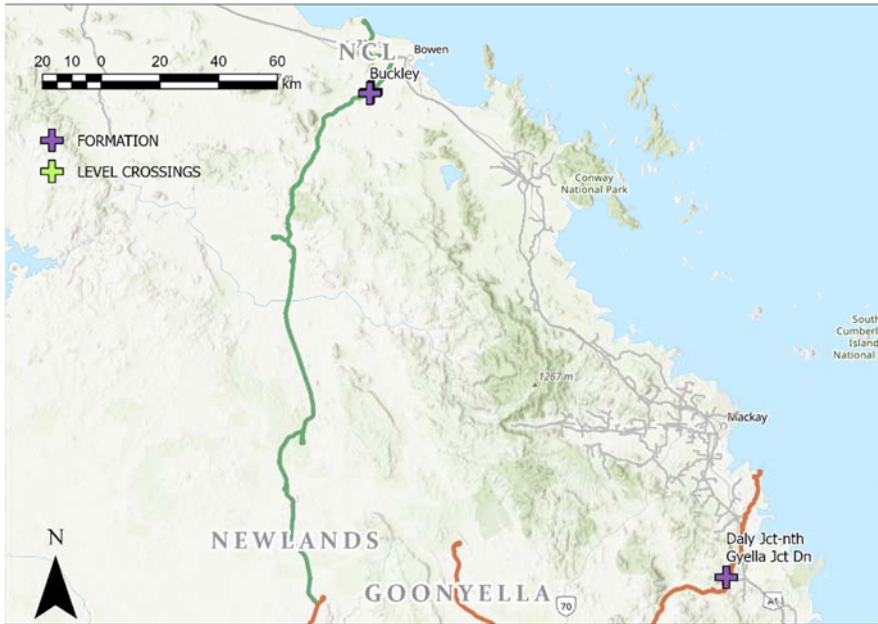 NCL
Bowen
Buckley
20 10 0 20 40 60
km
FORMATION
LEVEL CROSSINGS
Conway
National Park
South
Cumberl
Island
National
1267 m
Mackay
N
NEWLANDS
Daly Jct-nth
Gyella Jct Dn
GOONYELLA
70
A1